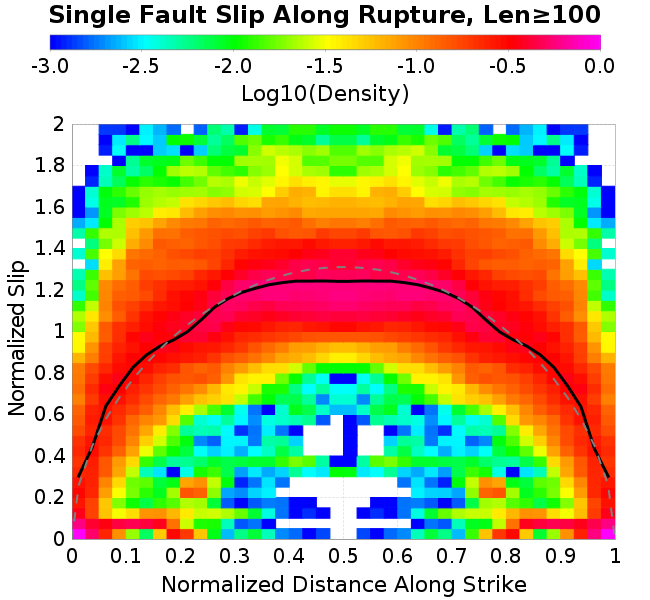 Single Fault Slip Along Rupture, Len≥100
-3.0 -2.5 -2.0 -1.5 -1.0 -0.5 0.0
Log10(Density)
2
1.8
1.6
1.4
1.2
1
0.8
0.6
0.4
0.2
0
Normalized Slip
0 0.1 0.2 0.3 0.4 0.5 0.6 0.7 0.8 0.9 1
Normalized Distance Along Strike